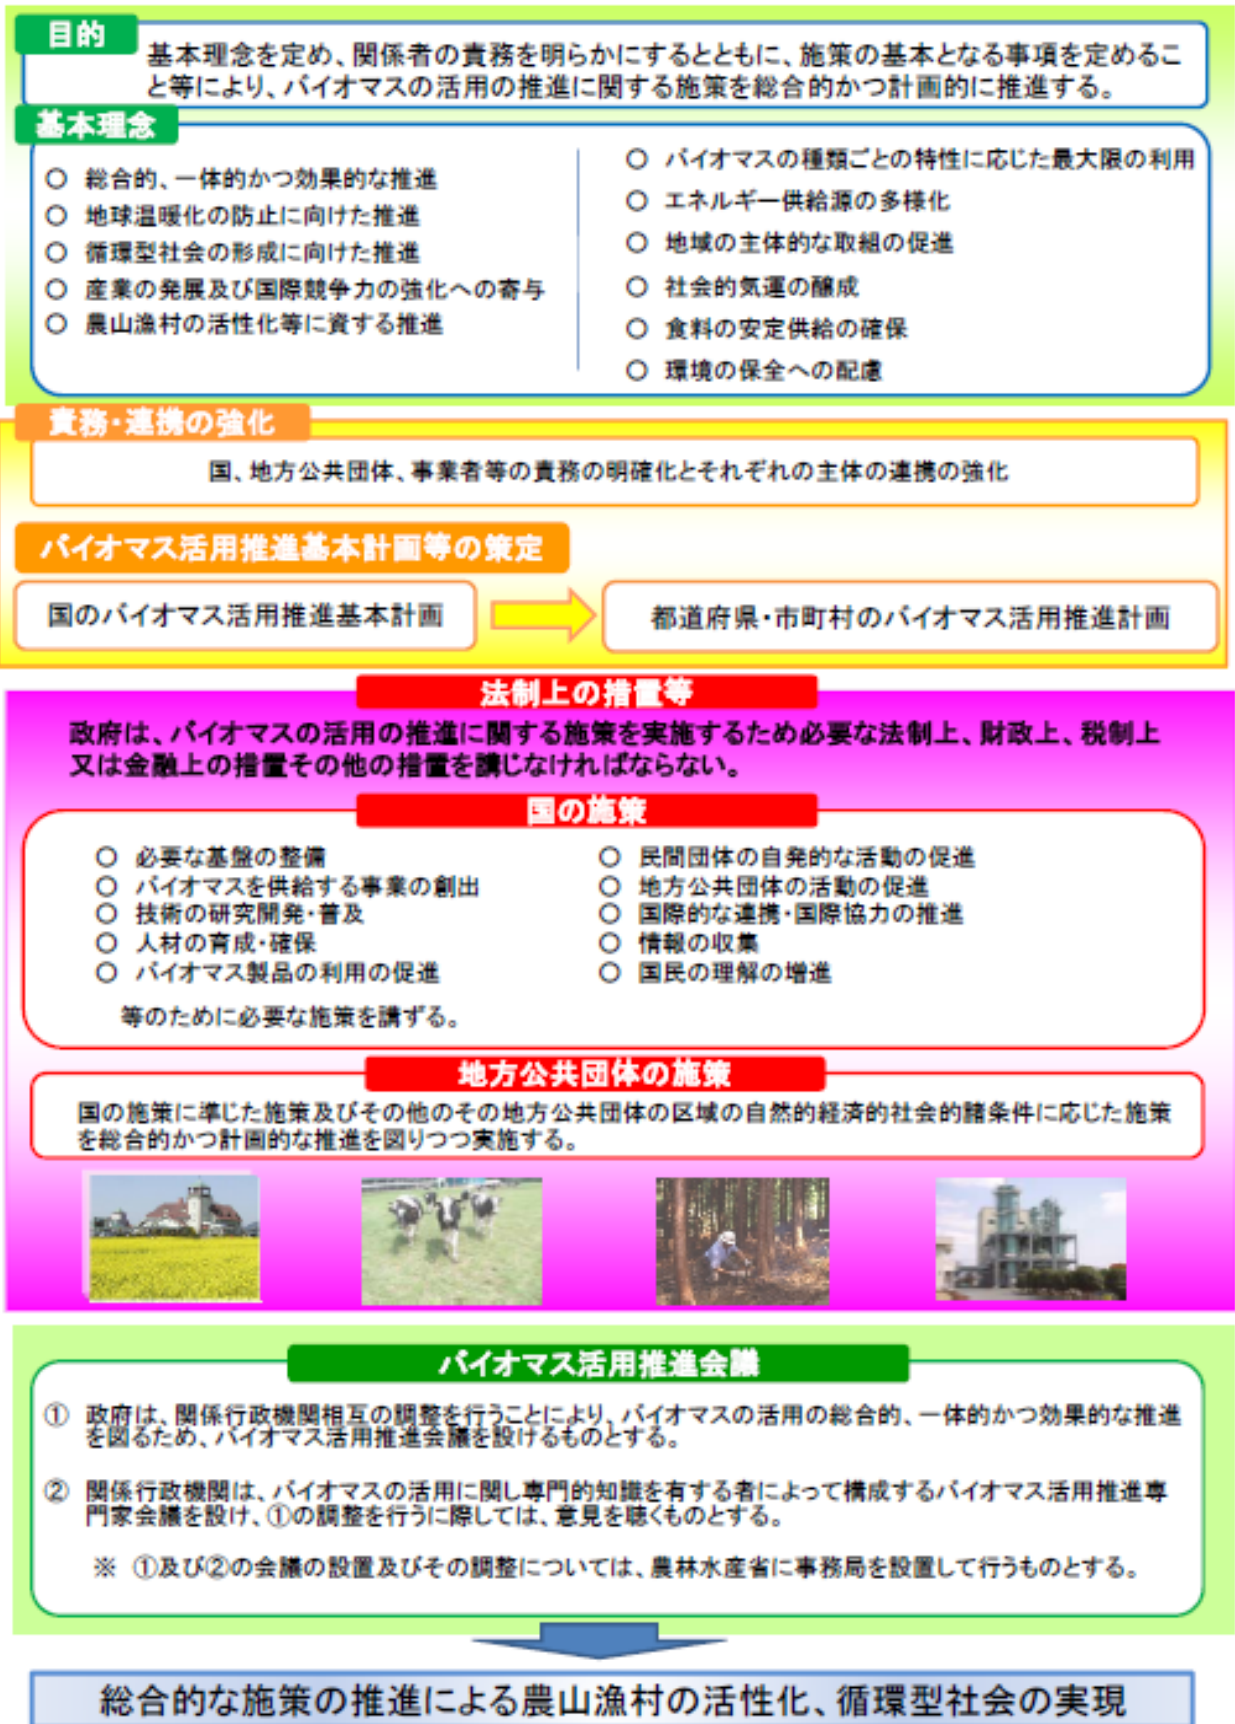 目的
基本理念を定め、関係者の責務を明らかにするとともに、施策の基本となる事項を定めるこ
と等により、バイオマスの活用の推進に関する施策を総合的かつ計画的に推進する。
基本理念
○ 総合的、一体的かつ効果的な推進
○ 地球温暖化の防止に向けた推進
○ 循環型社会の形成に向けた推進
○ 産業の発展及び国際競争力の強化への寄与
○ 農山漁村の活性化等に資する推進
○ バイオマスの種類ごとの特性に応じた最大限の利用
○ エネルギー供給源の多様化
○ 地域の主体的な取組の促進
○ 社会的気運の醸成
○ 食料の安定供給の確保
○ 環境の保全への配慮
責務・連携の強化
国、地方公共団体、事業者等の責務の明確化とそれぞれの主体の連携の強化
バイオマス活用推進基本計画等の策定
国のバイオマス活用推進基本計画
都道府県・市町村のバイオマス活用推進計画
法制上の措置等
政府は、バイオマスの活用の推進に関する施策を実施するため必要な法制上、財政上、税制上
又は金融上の措置その他の措置を講じなければならない。
国の施策
○ 必要な基盤の整備
○ バイオマスを供給する事業の創出
○ 技術の研究開発・普及
○ 人材の育成・確保
○ バイオマス製品の利用の促進
○ 民間団体の自発的な活動の促進
○ 地方公共団体の活動の促進
○ 国際的な連携・国際協力の推進
○ 情報の収集
○ 国民の理解の増進
等のために必要な施策を講ずる。
地方公共団体の施策
国の施策に準じた施策及びその他のその地方公共団体の区域の自然的経済的社会的諸条件に応じた施策
を総合的かつ計画的な推進を図りつつ実施する。
バイオマス活用推進会議
① 政府は、関係行政機関相互の調整を行うことにより、バイオマスの活用の総合的、一体的かつ効果的な推進
を図るため、バイオマス活用推進会議を設けるものとする。
② 関係行政機関は、バイオマスの活用に関し専門的知識を有する者によって構成するバイオマス活用推進専
門家会議を設け、①の調整を行うに際しては、意見を聴くものとする。
※ ①及び②の会議の設置及びその調整については、農林水産省に事務局を設置して行うものとする。
総合的な施策の推進による農山漁村の活性化、循環型社会の実現